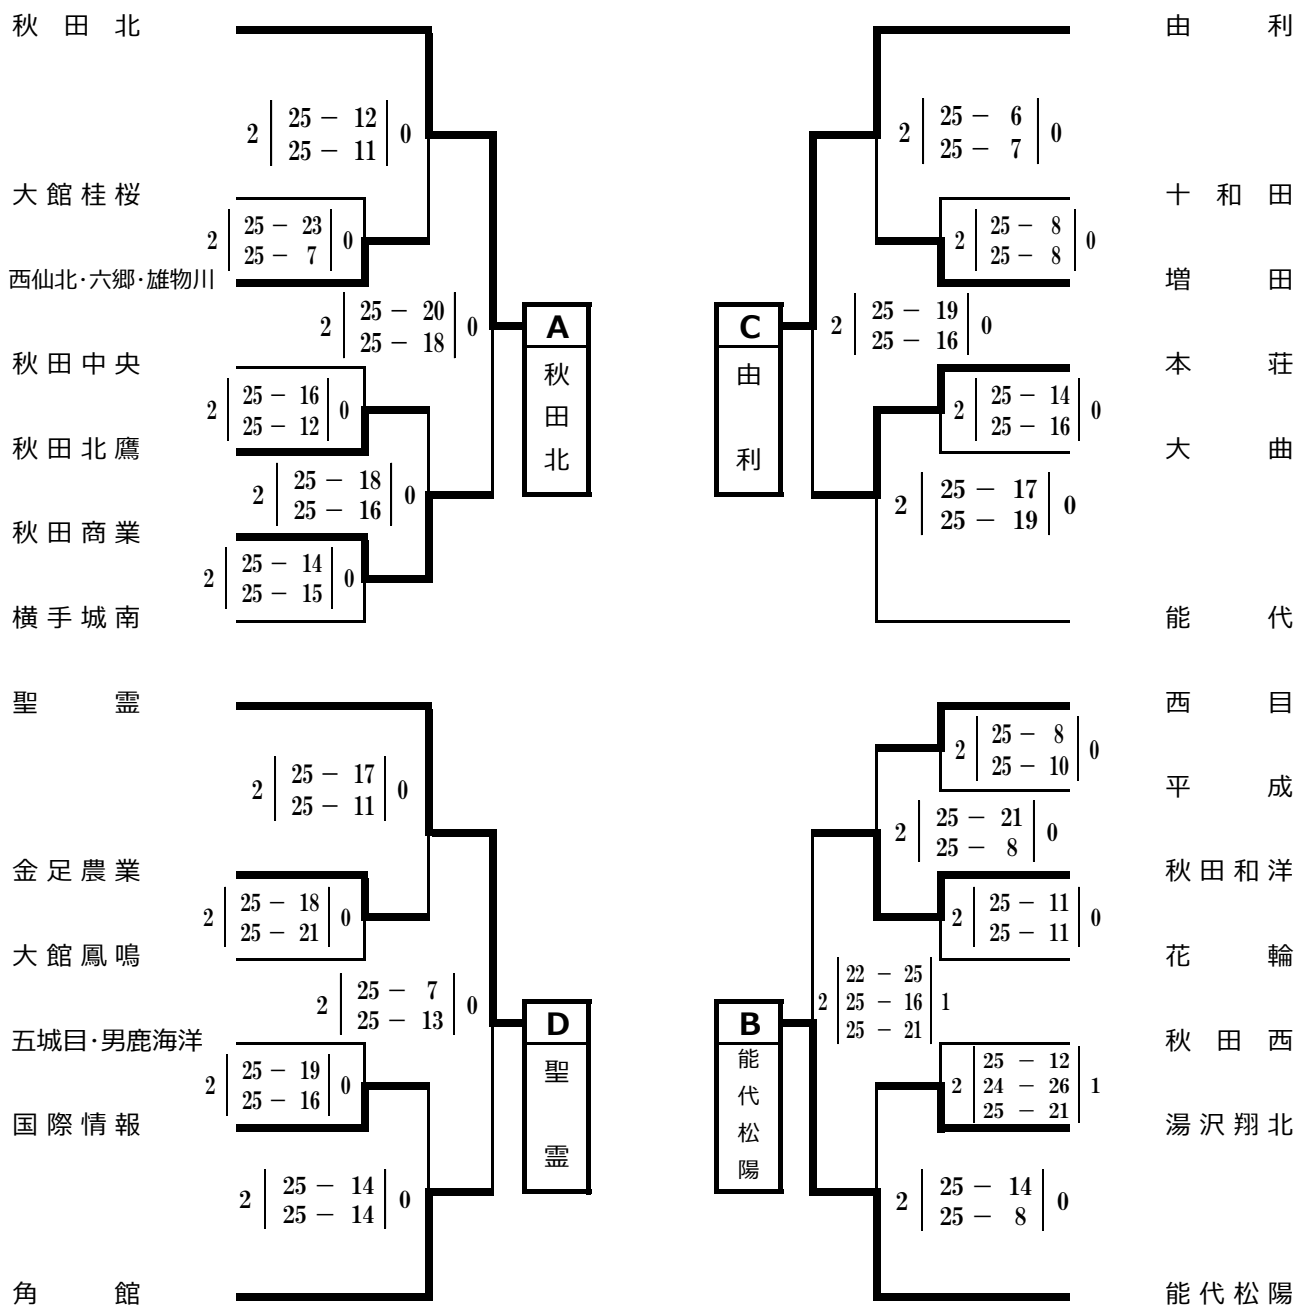 秋田北
2 25 － 12 0
25 － 11
大館桂桜
2 25 － 23 0
25 － 7
西仙北・六郷・雄物川
2 25 － 20 0
25 － 18
秋田中央
2 25 － 16 0
25 － 12
秋田北鷹
2 25 － 18 0
25 － 16
秋田商業
2 25 － 14 0
25 － 15
横手城南
A
秋田北
聖霊
2 25 － 17 0
25 － 11
金足農業
2 25 － 18 0
25 － 21
大館鳳鳴
2 25 － 7 0
25 － 13
五城目・男鹿海洋
2 25 － 19 0
25 － 16
国際情報
2 25 － 14 0
25 － 14
角館
D
聖霊
由利
2 25 － 6 0
25 － 7
十和田
2 25 － 8 0
25 － 8
増田
2 25 － 19 0
25 － 16
本荘
2 25 － 14 0
25 － 16
大曲
2 25 － 17 0
25 － 19
能代
C
由利
西目
2 25 － 8 0
25 － 10
平成
2 25 － 21 0
25 － 8
秋田和洋
2 25 － 11 0
25 － 11
花輪
22 － 25
2 25 － 16 1
25 － 21
秋田西
25 － 12
2 24 － 26 1
25 － 21
湯沢翔北
2 25 － 14 0
25 － 8
能代松陽
B
能代松陽